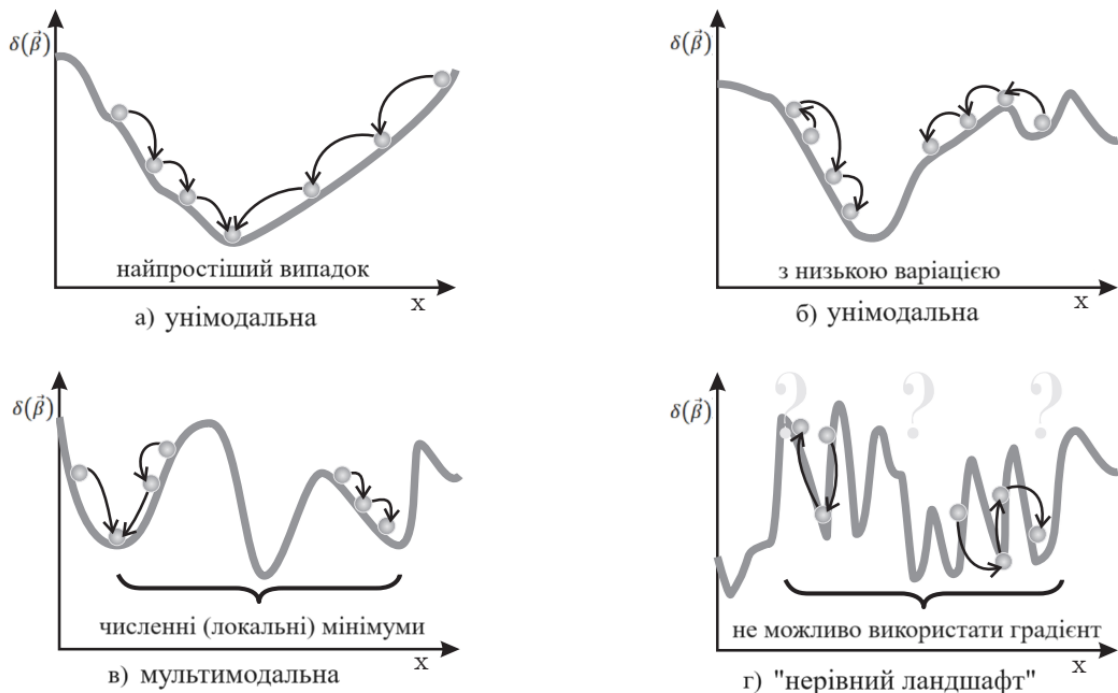 δ(β⃗)
найпростіший випадок
x
а) унімодальна
δ(β⃗)
з низькою варіацією
x
б) унімодальна
δ(β⃗)
численні (локальні) мінімуми
x
в) мультимодальна
δ(β⃗)
? ? ?
не можливо використати градієнт
x
г) "нерівний ландшафт"